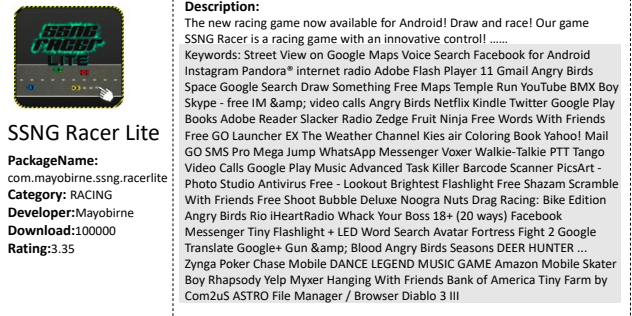 SSNG
RACER
LITE
SSNG Racer Lite
PackageName:
com.mayobirne.ssng.racerlite
Category: RACING
Developer:Mayobirne
Download:100000
Rating:3.35
Description:
The new racing game now available for Android! Draw and race! Our game
SSNG Racer is a racing game with an innovative control! ......
Keywords: Street View on Google Maps Voice Search Facebook for Android
Instagram Pandora® internet radio Adobe Flash Player 11 Gmail Angry Birds
Space Google Search Draw Something Free Maps Temple Run YouTube BMX Boy
Skype - free IM &amp; video calls Angry Birds Netflix Kindle Twitter Google Play
Books Adobe Reader Slacker Radio Zedge Fruit Ninja Free Words With Friends
Free GO Launcher EX The Weather Channel Kies air Coloring Book Yahoo! Mail
GO SMS Pro Mega Jump WhatsApp Messenger Voxer Walkie-Talkie PTT Tango
Video Calls Google Play Music Advanced Task Killer Barcode Scanner PicsArt -
Photo Studio Antivirus Free - Lookout Brightest Flashlight Free Shazam Scramble
With Friends Free Shoot Bubble Deluxe Noogra Nuts Drag Racing: Bike Edition
Angry Birds Rio iHeartRadio Whack Your Boss 18+ (20 ways) Facebook
Messenger Tiny Flashlight + LED Word Search Avatar Fortress Fight 2 Google
Translate Google+ Gun &amp; Blood Angry Birds Seasons DEER HUNTER ...
Zynga Poker Chase Mobile DANCE LEGEND MUSIC GAME Amazon Mobile Skater
Boy Rhapsody Yelp Myxer Hanging With Friends Bank of America Tiny Farm by
Com2uS ASTRO File Manager / Browser Diablo 3 III